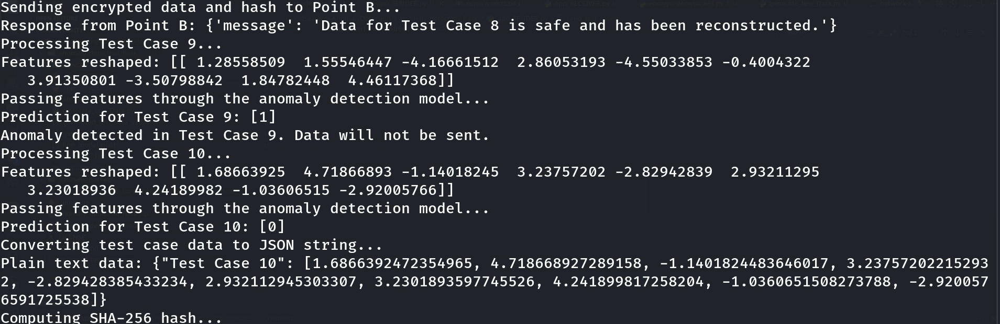 Sending encrypted data and hash to Point B...
Response from Point B: {'message': 'Data for Test Case 8 is safe and has been reconstructed.'}
Processing Test Case 9...
Features reshaped: [[ 1.28558509  1.55546447 -4.16661512  2.86053193 -4.55033853 -0.4004322
   3.91350801 -3.50798842  1.84782448  4.46117368]]
Passing features through the anomaly detection model...
Prediction for Test Case 9: [1]
Anomaly detected in Test Case 9. Data will not be sent.
Processing Test Case 10...
Features reshaped: [[ 1.68663925  4.71866893 -1.14018245  3.23757202 -2.82942839  2.93211295
   3.23018936  4.24189982 -1.03606515 -2.92005766]]
Passing features through the anomaly detection model...
Prediction for Test Case 10: [0]
Converting test case data to JSON string...
Plain text data: {"Test Case 10": [1.6866392472354965, 4.718668927289158, -1.1401824483646017, 3.23757202215293
2, -2.829428385433234, 2.932112945303307, 3.2301893597745526, 4.241899817258204, -1.0360651508273788, -2.920057
6591725538]}
Computing SHA-256 hash...